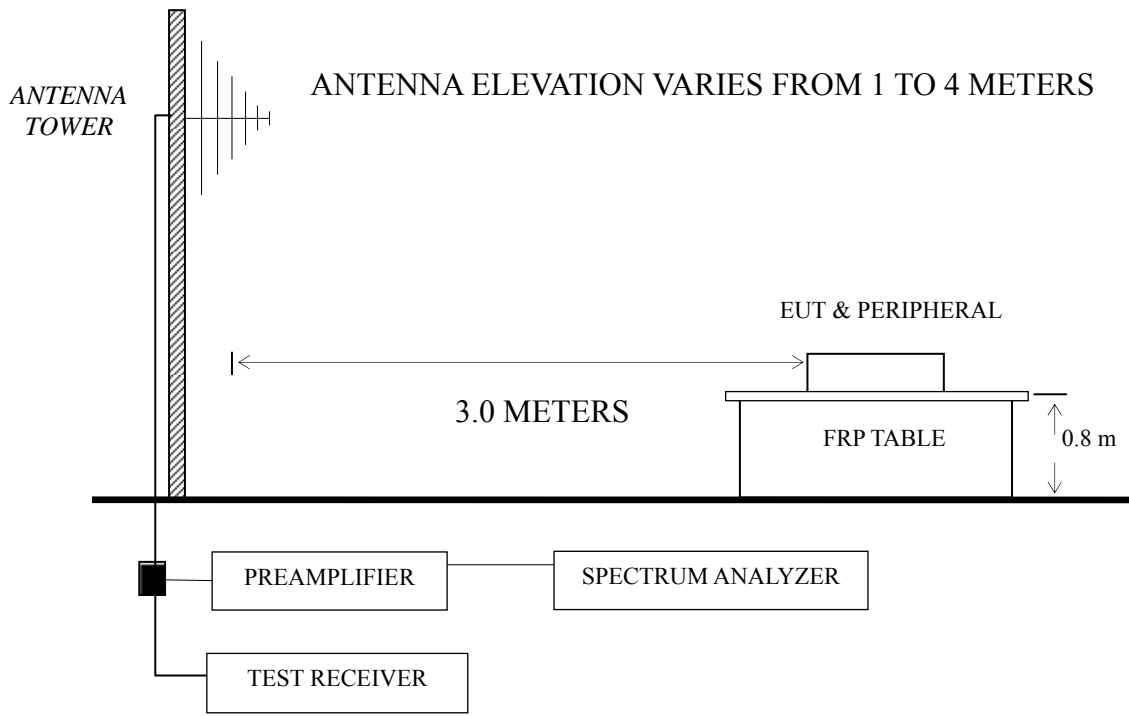 ANTENNA ELEVATION VARIES FROM 1 TO 4 METERS
ANTENNA
TOWER
EUT & PERIPHERAL
3.0 METERS
FRP TABLE
0.8 m
PREAMPLIFIER
SPECTRUM ANALYZER
TEST RECEIVER